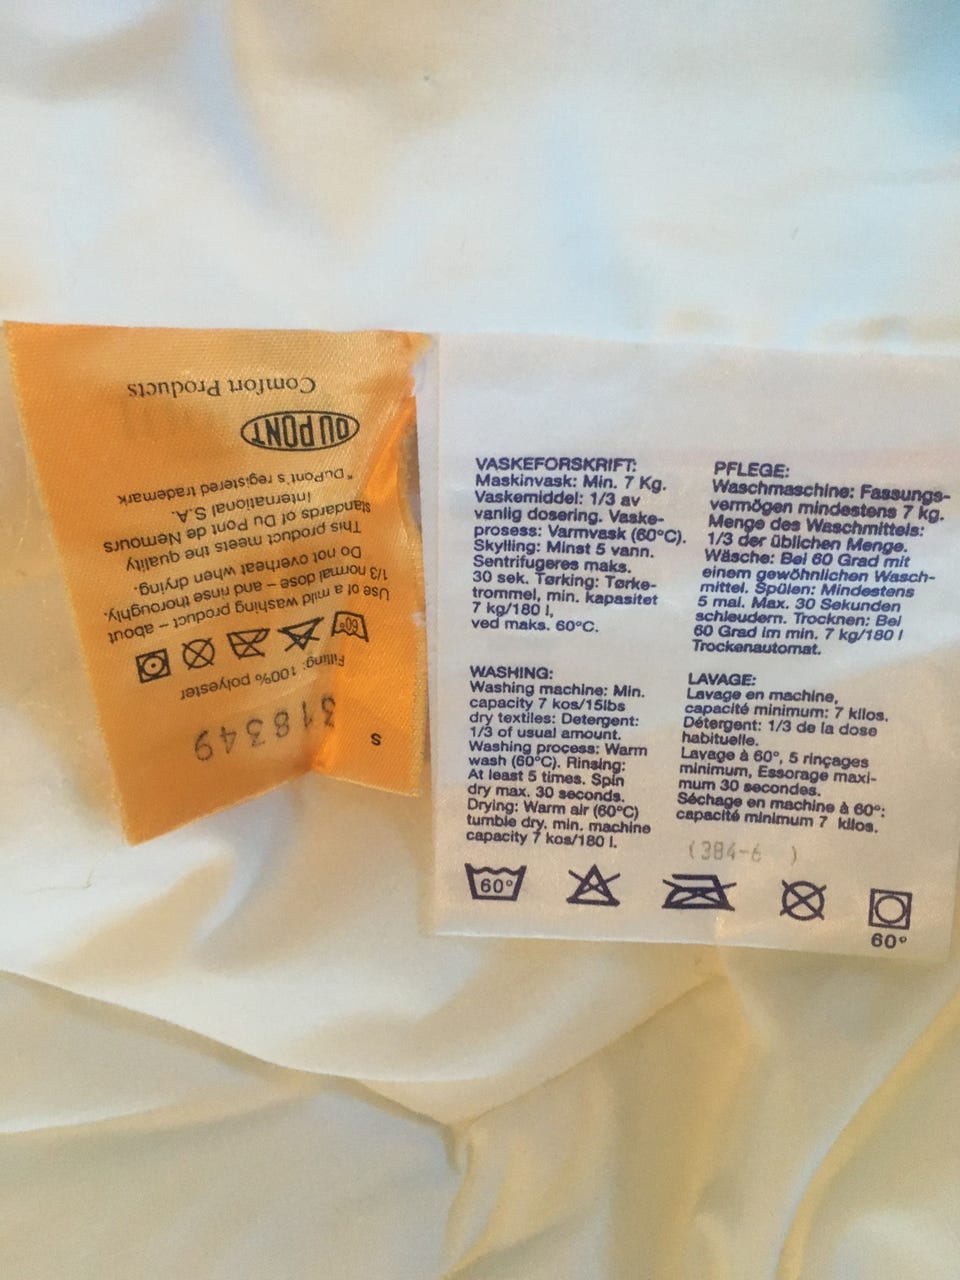 S
318349
Filling: 100% polyester
60°
Use of a mild washing product – about
1/3 normal dose – and rinse thoroughly.
Do not overheat when drying.
This product meets the quality
standards of Du Pont de Nemours
International S.A.
*DuPont's registered trademark
DU PONT
Comfort Products
VASKEFORSKRIFT:
Maskinvask: Min. 7 Kg.
Vaskemiddel: 1/3 av
vanlig dosering. Vaske-
prosess: Varmvask (60°C).
Skylling: Minst 5 vann.
Sentrifugeres maks.
30 sek. Tørking: Tørke-
trommel, min. kapasitet
7 kg/180 l,
ved maks. 60°C.
PFLEGE:
Waschmaschine: Fassungs-
vermögen mindestens 7 kg.
Menge des Waschmittels:
1/3 der üblichen Menge.
Wäsche: Bei 60 Grad mit
einem gewöhnlichen Wasch-
mittel. Spülen: Mindestens
5 mal. Max. 30 Sekunden
schleudern. Trocknen: Bei
60 Grad im min. 7 kg/180 l
Trockenautomat.
WASHING:
Washing machine: Min.
capacity 7 kos/15lbs
dry textiles: Detergent:
1/3 of usual amount.
Washing process: Warm
wash (60°C). Rinsing:
At least 5 times. Spin
dry max. 30 seconds.
Drying: Warm air (60°C)
tumble dry. min. machine
capacity 7 kos/180 l.
LAVAGE:
Lavage en machine,
capacité minimum: 7 kilos.
Détergent: 1/3 de la dose
habituelle.
Lavage à 60°, 5 rinçages
minimum, Essorage maxi-
mum 30 secondes.
Séchage en machine à 60°:
capacité minimum 7 kilos.
(384-6 )
60°
60°